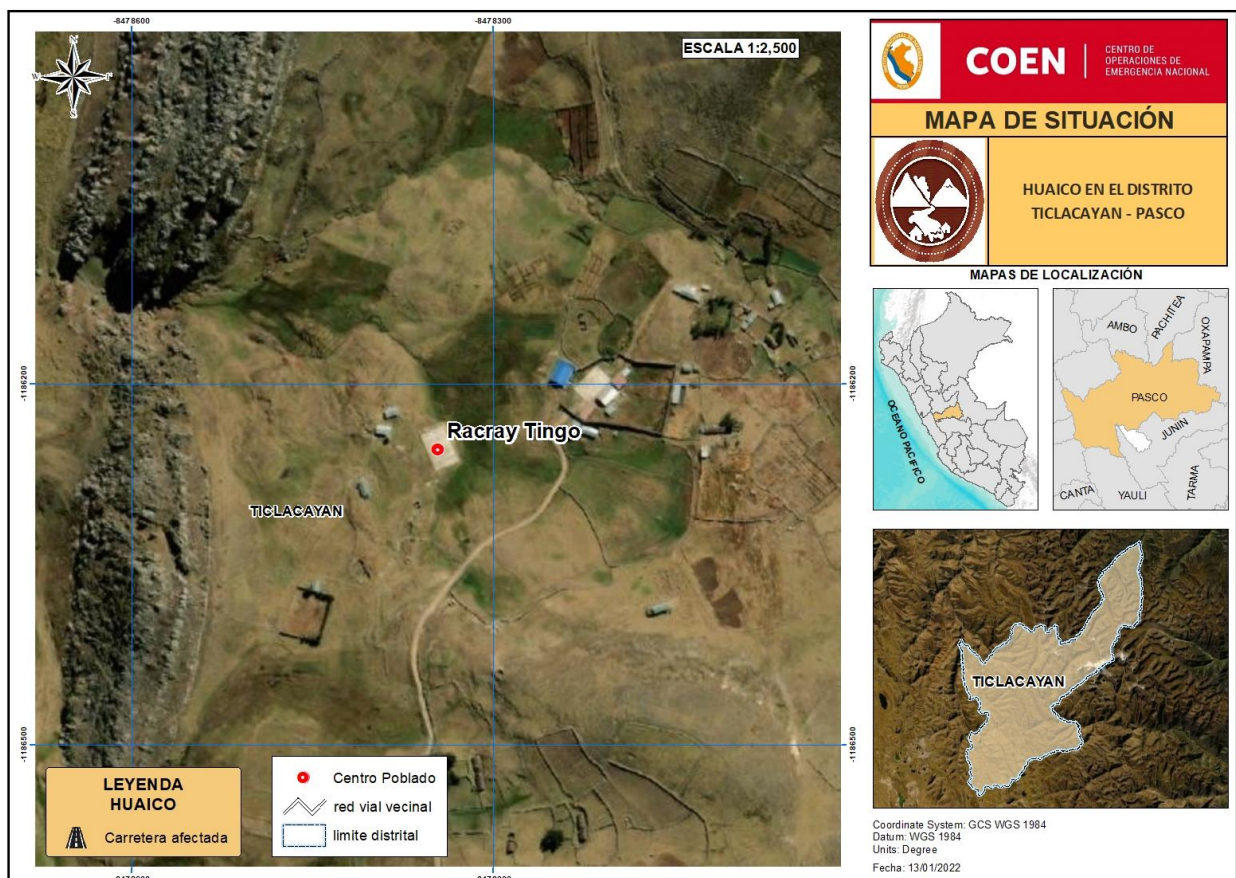 -8478600
-8478300
ESCALA 1:2,500
N
W
S
-1186200
-1186200
Racray Tingo
TICLACAYAN
-1186500
-1186500
LEYENDA
HUAICO
Carretera afectada
Centro Poblado
red vial vecinal
limite distrital
COEN
CENTRO DE
OPERACIONES DE
EMERGENCIA NACIONAL
PERÚ
MAPA DE SITUACIÓN
HUAICO EN EL DISTRITO
TICLACAYAN - PASCO
MAPAS DE LOCALIZACIÓN
OCEANO PACIFICO
AMBO
PACHITEA
OXAPAMPA
PASCO
JUNIN
CANTA
YAULI
TARMA
TICLACAYAN
Coordinate System: GCS WGS 1984
Datum: WGS 1984
Units: Degree
Fecha: 13/01/2022